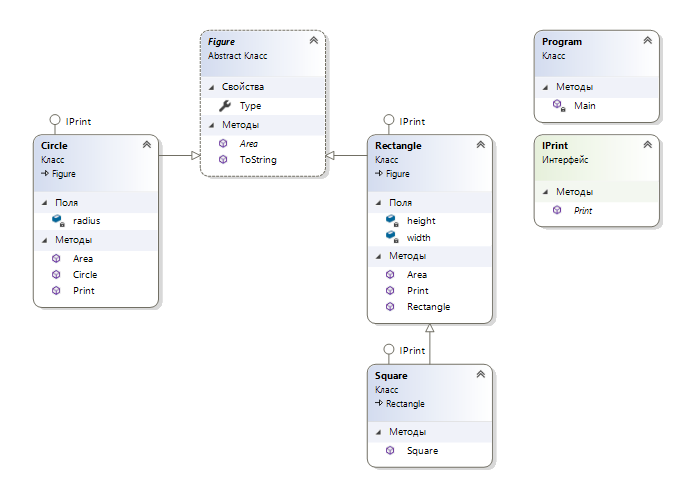 Figure
Abstract Класс
Свойства
Type
Методы
Area
ToString
Program
Класс
Методы
Main
IPrint
Circle
Класс
Figure
Поля
radius
Методы
Area
Circle
Print
IPrint
Rectangle
Класс
Figure
Поля
height
width
Методы
Area
Print
Rectangle
IPrint
Интерфейс
Методы
Print
IPrint
Square
Класс
Rectangle
Методы
Square